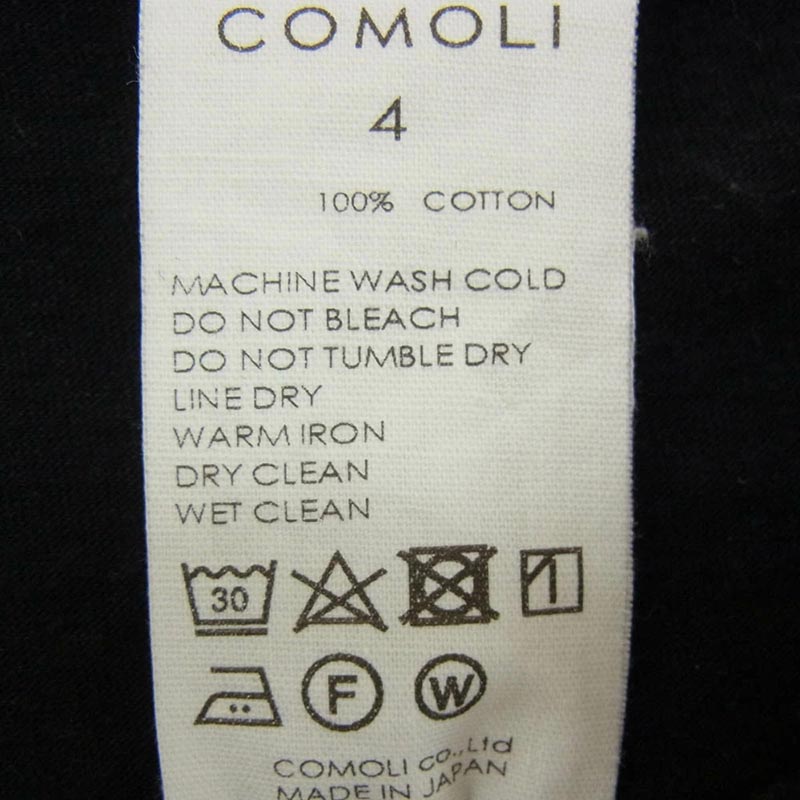 COMOLI
4
100% COTTON
MACHINE WASH COLD
DO NOT BLEACH
DO NOT TUMBLE DRY
LINE DRY
WARM IRON
DRY CLEAN
WET CLEAN
30
F W
COMOLI co.,Ltd
MADE IN JAPAN